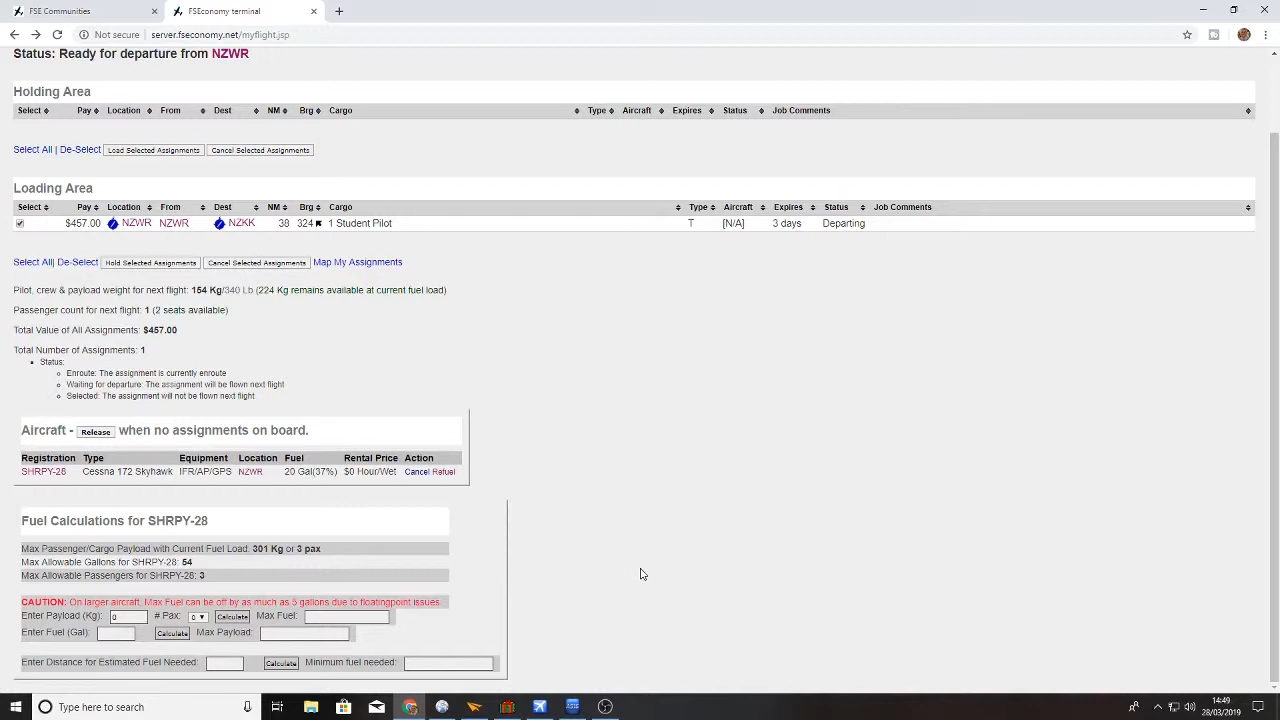 FSE Communities
FSEconomy terminal
Not secure | server.fseconomy.net/myflight.jsp
Status: Ready for departure from NZWR
Holding Area
Select Pay Location From Dest NM Brg Cargo Type Aircraft Expires Status Job Comments
Select All | De-Select Load Selected Assignments Cancel Selected Assignments
Loading Area
Select Pay Location From Dest NM Brg Cargo Type Aircraft Expires Status Job Comments
$457.00 NZWR NZWR NZKK 38 324 1 Student Pilot T [N/A] 3 days Departing
Select All| De-Select Hold Selected Assignments Cancel Selected Assignments Map My Assignments
Pilot, crew & payload weight for next flight: 154 Kg/340 Lb (224 Kg remains available at current fuel load)
Passenger count for next flight: 1 (2 seats available)
Total Value of All Assignments: $457.00
Total Number of Assignments: 1
Status:
Enroute: The assignment is currently enroute
Waiting for departure: The assignment will be flown next flight
Selected: The assignment will not be flown next flight
Aircraft - Release when no assignments on board.
Registration Type Equipment Location Fuel Rental Price Action
SHRPY-28 Cessna 172 Skyhawk IFR/AP/GPS NZWR 20 Gal(37%) $0 Hour/Wet Cancel Refuel
Fuel Calculations for SHRPY-28
Max Passenger/Cargo Payload with Current Fuel Load: 301 Kg or 3 pax
Max Allowable Gallons for SHRPY-28: 54
Max Allowable Passengers for SHRPY-28: 3
CAUTION: On larger aircraft, Max Fuel can be off by as much as 5 gallons due to floatingpoint issues
Enter Payload (Kg): 0 # Pax: 0 Calculate Max Fuel:
Enter Fuel (Gal): Calculate Max Payload:
Enter Distance for Estimated Fuel Needed: Calculate Minimum fuel needed:
Type here to search
14:49
28/03/2019